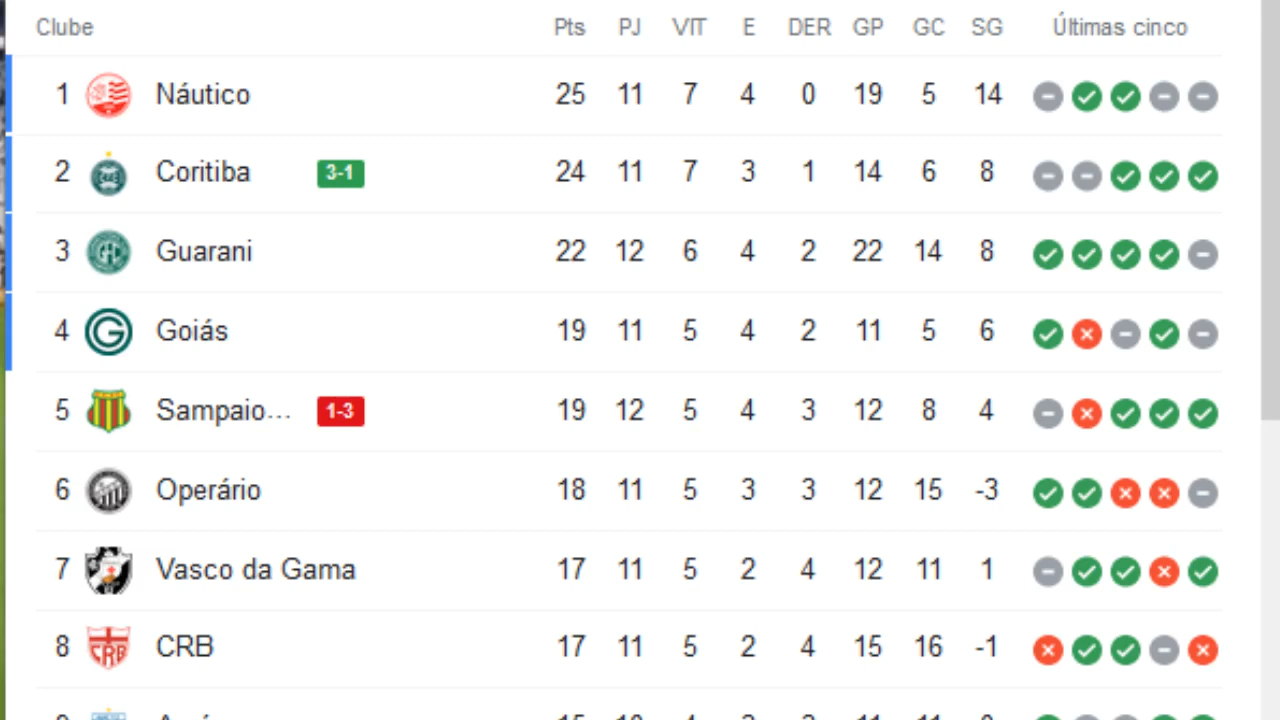 Clube Pts PJ VIT E DER GP GC SG Últimas cinco
1 Náutico 25 11 7 4 0 19 5 14
2 Coritiba 3-1 24 11 7 3 1 14 6 8
3 Guarani 22 12 6 4 2 22 14 8
4 Goiás 19 11 5 4 2 11 5 6
5 Sampaio... 1-3 19 12 5 4 3 12 8 4
6 Operário 18 11 5 3 3 12 15 -3
7 Vasco da Gama 17 11 5 2 4 12 11 1
8 CRB 17 11 5 2 4 15 16 -1